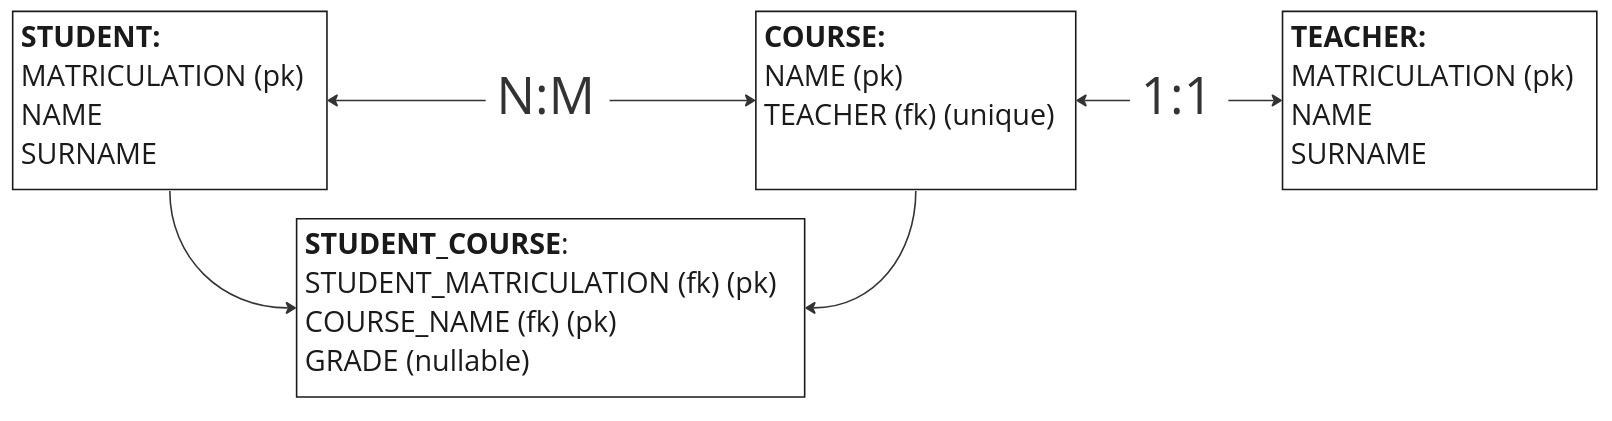 STUDENT:
MATRICULATION (pk)
NAME
SURNAME
N:M
COURSE:
NAME (pk)
TEACHER (fk) (unique)
1:1
TEACHER:
MATRICULATION (pk)
NAME
SURNAME
STUDENT_COURSE:
STUDENT_MATRICULATION (fk) (pk)
COURSE_NAME (fk) (pk)
GRADE (nullable)